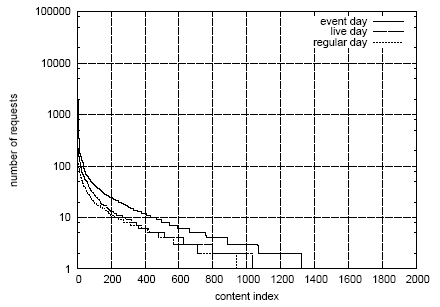 100000
10000
1000
100
10
1
number of requests
event day
live day
regular day
0 200 400 600 800 1000 1200 1400 1600 1800 2000
content index